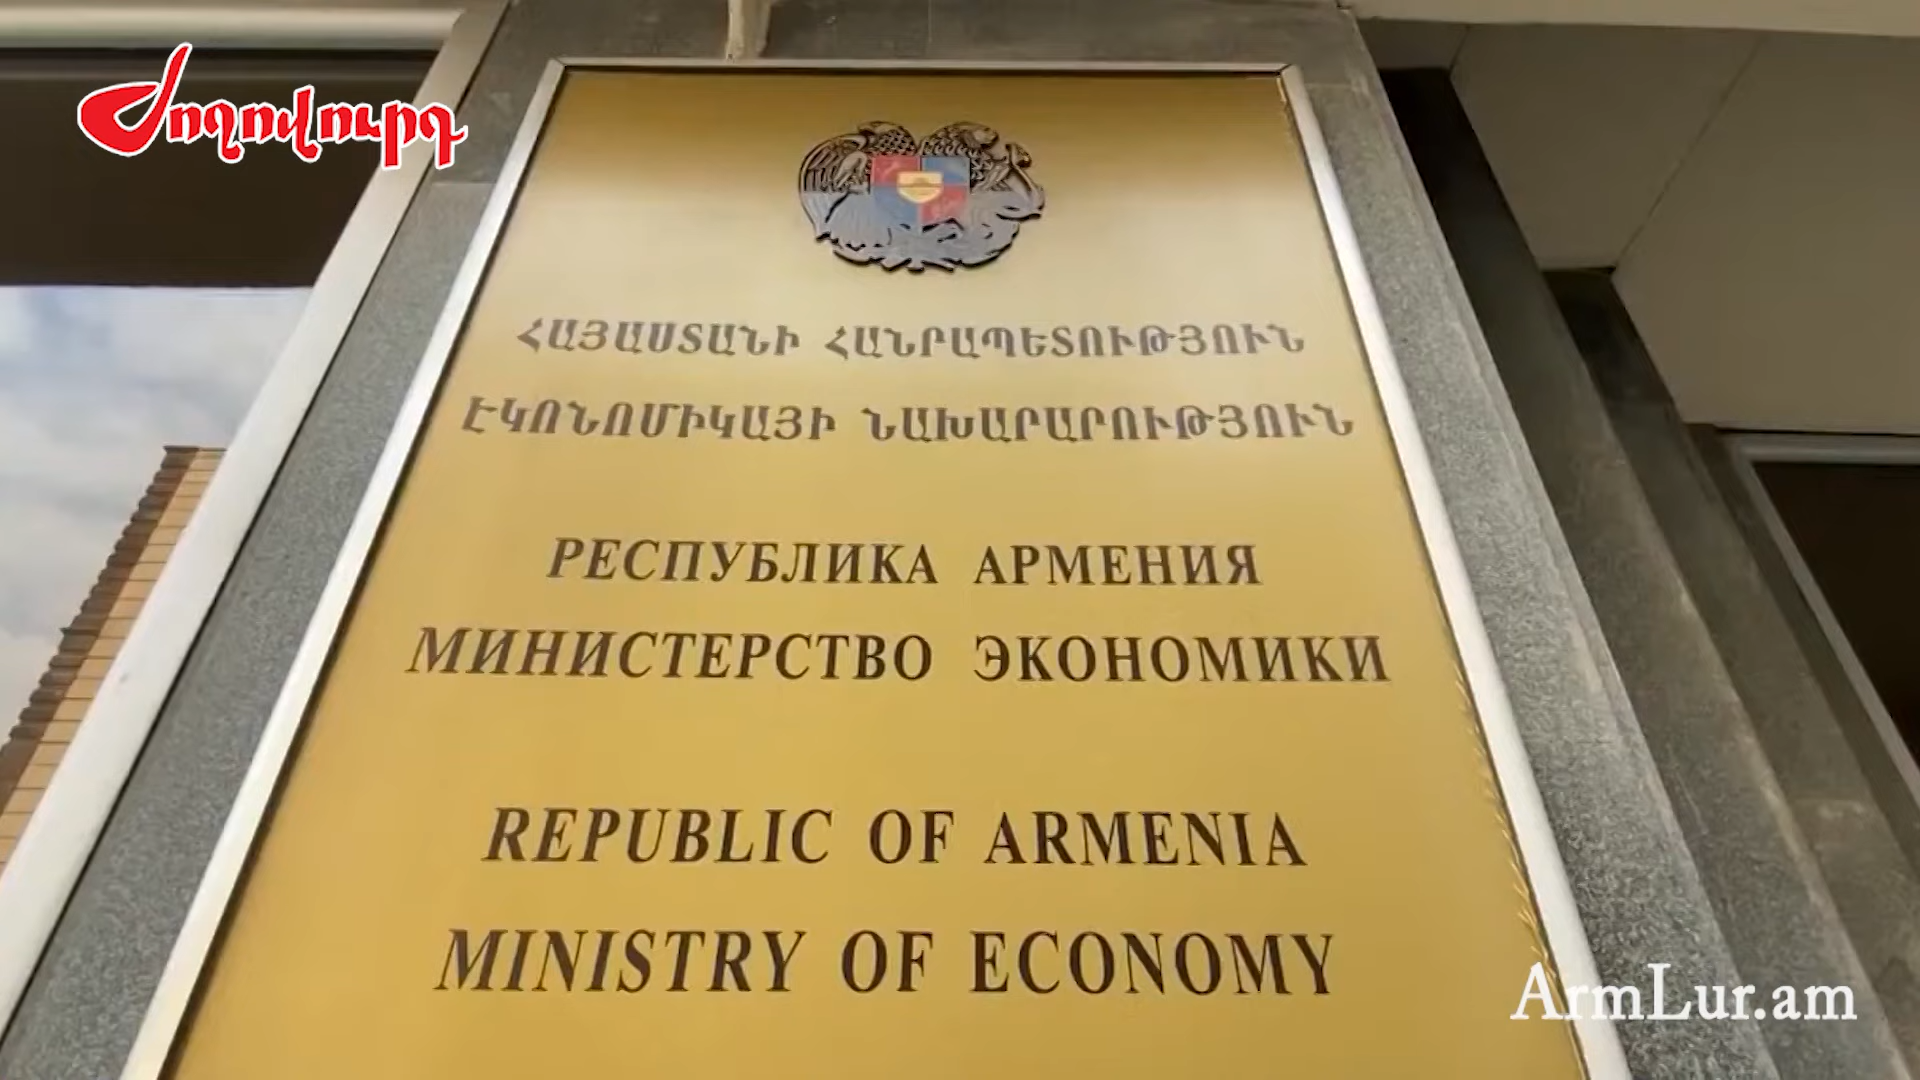 Ժողովուրդ
ՀԱՅԱՍՏԱՆԻ ՀԱՆՐԱՊԵՏՈՒԹՅՈՒՆ
ԷԿՈՆՈՄԻԿԱՅԻ ՆԱԽԱՐԱՐՈՒԹՅՈՒՆ
РЕСПУБЛИКА АРМЕНИЯ
МИНИСТЕРСТВО ЭКОНОМИКИ
REPUBLIC OF ARMENIA
MINISTRY OF ECONOMY
ArmLur.am